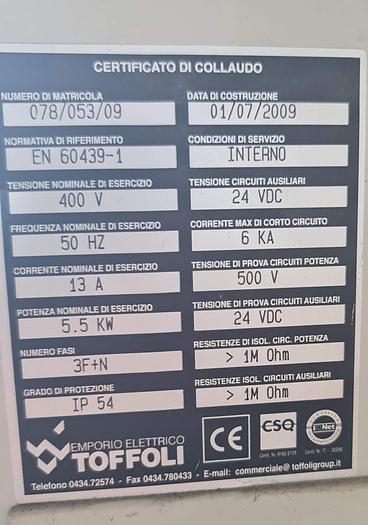 CERTIFICATO DI COLLAUDO
NUMERO DI MATRICOLA
078/053/09
DATA DI COSTRUZIONE
01/07/2009
NORMATIVA DI RIFERIMENTO
EN 60439-1
CONDIZIONI DI SERVIZIO
INTERNO
TENSIONE NOMINALE DI ESERCIZIO
400 V
TENSIONE CIRCUITI AUSILIARI
24 VDC
FREQUENZA NOMINALE DI ESERCIZIO
50 HZ
CORRENTE MAX DI CORTO CIRCUITO
6 KA
CORRENTE NOMINALE DI ESERCIZIO
13 A
TENSIONE DI PROVA CIRCUITI POTENZA
500 V
POTENZA NOMINALE DI ESERCIZIO
5.5 KW
TENSIONE DI PROVA CIRCUITI AUSILIARI
24 VDC
NUMERO FASI
3F+N
RESISTENZE DI ISOL. CIRC. POTENZA
> 1M Ohm
GRADO DI PROTEZIONE
IP 54
RESISTENZE ISOL. CIRCUITI AUSILIARI
> 1M Ohm
EMPORIO ELETTRICO
TOFFOLI
CE
CSQ
Net
Telefono 0434.72574 - Fax 0434.780433 - E-mail: commerciale@toffoligroup.it